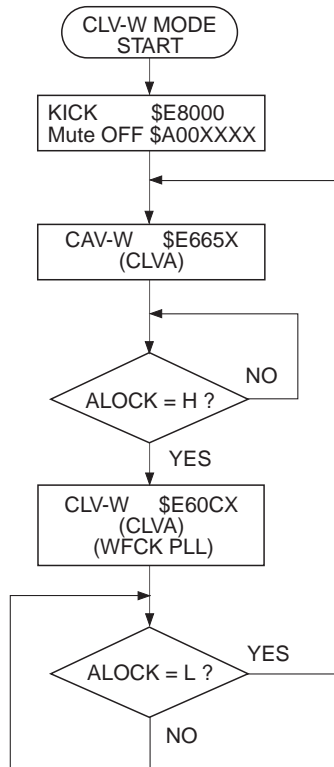 CLV-W MODE
START
KICK $E8000
Mute OFF $A00XXXX
CAV-W $E665X
(CLVA)
ALOCK = H ?
NO
YES
CLV-W $E60CX
(CLVA)
(WFCK PLL)
ALOCK = L ?
YES
NO